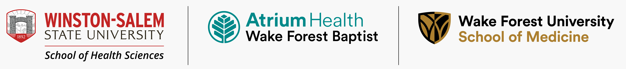 WINSTON-SALEM
STATE UNIVERSITY
School of Health Sciences
Atrium Health
Wake Forest Baptist
Wake Forest University
School of Medicine